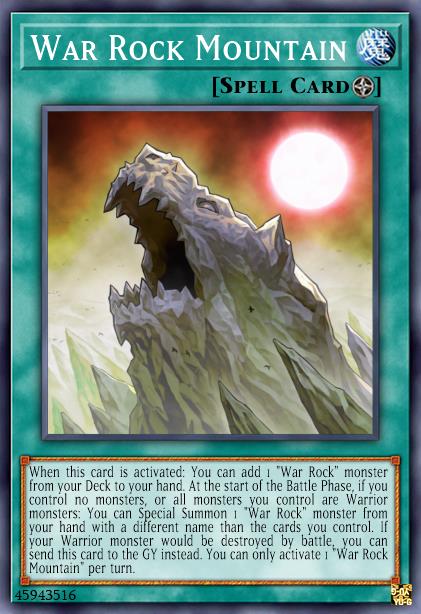 War Rock Mountain
[Spell Card]
When this card is activated: You can add 1 "War Rock" monster
from your Deck to your hand. At the start of the Battle Phase, if you
control no monsters, or all monsters you control are Warrior
monsters: You can Special Summon 1 "War Rock" monster from
your hand with a different name than the cards you control. If
your Warrior monster would be destroyed by battle, you can
send this card to the GY instead. You can only activate 1 "War Rock
Mountain" per turn.
45943516